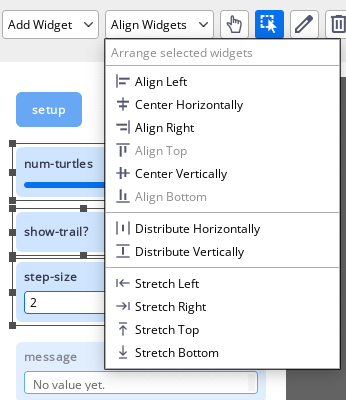 Add Widget
Align Widgets
Arrange selected widgets
Align Left
Center Horizontally
Align Right
Align Top
Center Vertically
Align Bottom
Distribute Horizontally
Distribute Vertically
Stretch Left
Stretch Right
Stretch Top
Stretch Bottom
setup
num-turtles
show-trail?
step-size
2
message
No value yet.